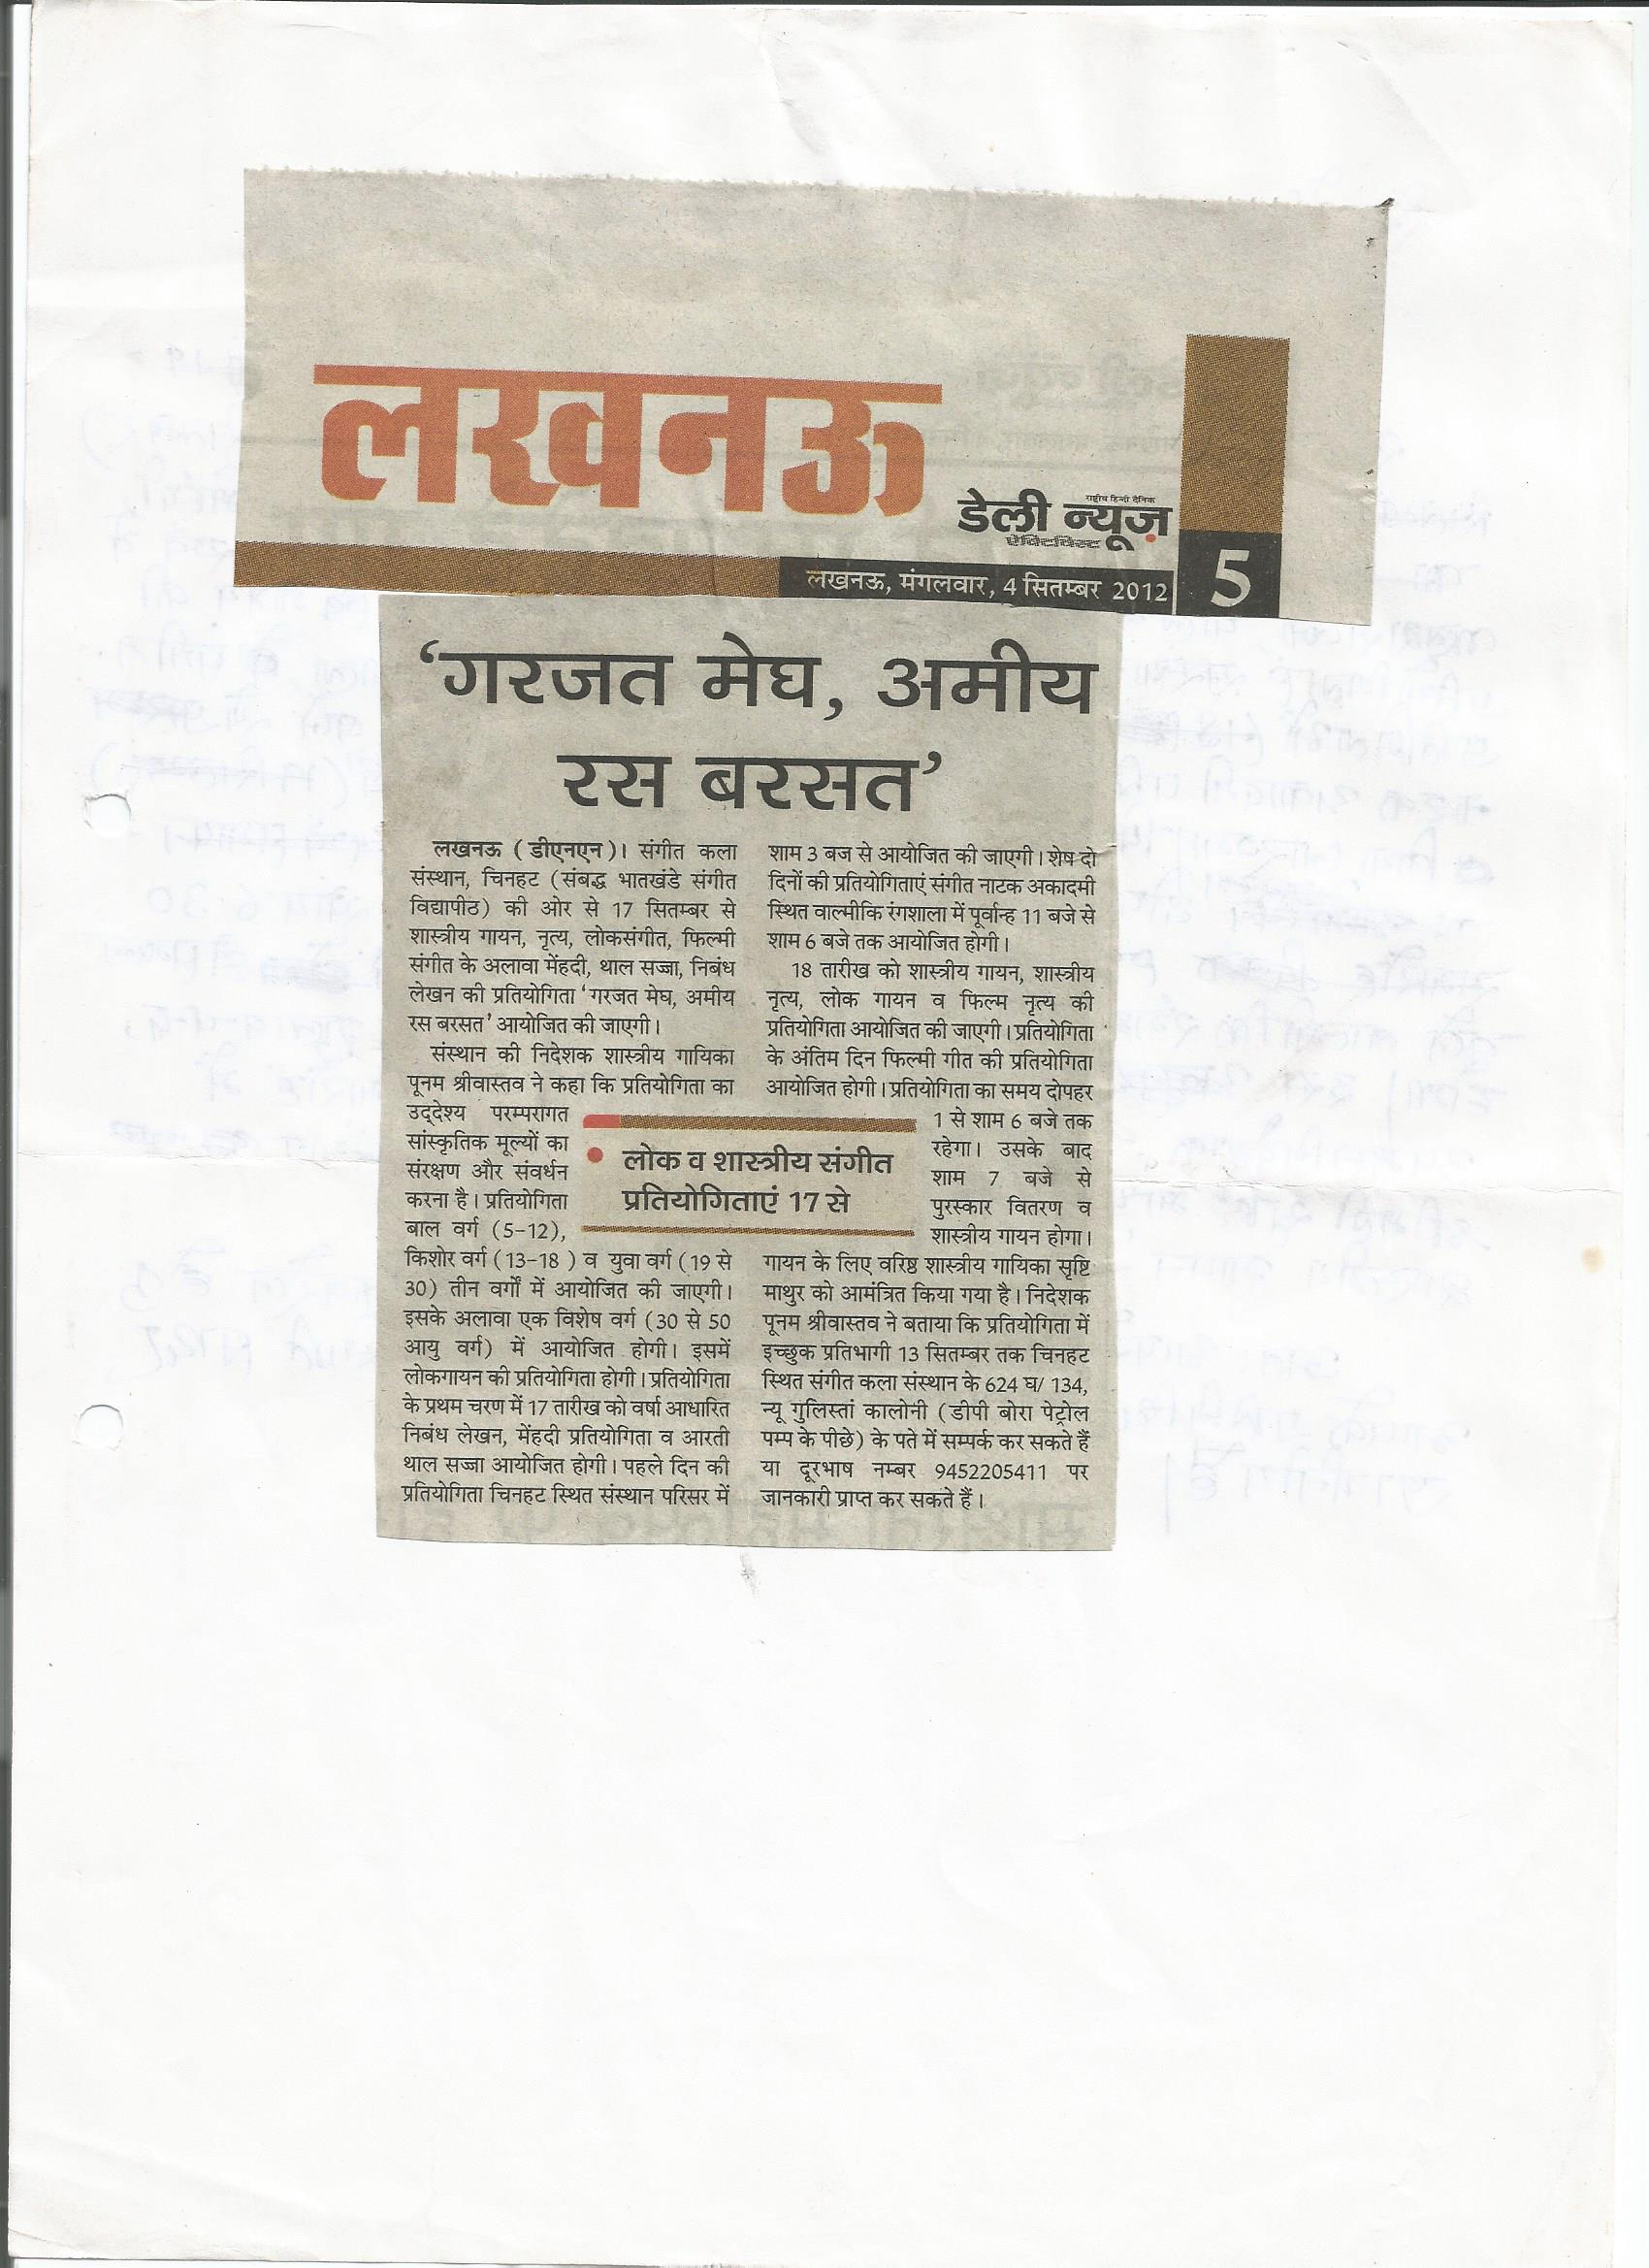 लखनऊ
राष्ट्रीय हिन्दी दैनिक
डेली न्यूज़
ऐक्टिविस्ट
लखनऊ, मंगलवार, 4 सितम्बर 2012
5
‘गरजत मेघ, अमीय
रस बरसत’
लखनऊ (डीएनएन)। संगीत कला
संस्थान, चिनहट (संबद्ध भातखंडे संगीत
विद्यापीठ) की ओर से 17 सितम्बर से
शास्त्रीय गायन, नृत्य, लोकसंगीत, फिल्मी
संगीत के अलावा मेंहदी, थाल सज्जा, निबंध
लेखन की प्रतियोगिता ‘गरजत मेघ, अमीय
रस बरसत’ आयोजित की जाएगी।
संस्थान की निदेशक शास्त्रीय गायिका
पूनम श्रीवास्तव ने कहा कि प्रतियोगिता का
उद्देश्य परम्परागत
सांस्कृतिक मूल्यों का
संरक्षण और संवर्धन
करना है। प्रतियोगिता
बाल वर्ग (5-12),
किशोर वर्ग (13-18 ) व युवा वर्ग (19 से
30) तीन वर्गों में आयोजित की जाएगी।
इसके अलावा एक विशेष वर्ग (30 से 50
आयु वर्ग) में आयोजित होगी। इसमें
लोकगायन की प्रतियोगिता होगी। प्रतियोगिता
के प्रथम चरण में 17 तारीख को वर्षा आधारित
निबंध लेखन, मेंहदी प्रतियोगिता व आरती
थाल सज्जा आयोजित होगी। पहले दिन की
प्रतियोगिता चिनहट स्थित संस्थान परिसर में
• लोक व शास्त्रीय संगीत
प्रतियोगिताएं 17 से
शाम 3 बज से आयोजित की जाएगी। शेष दो
दिनों की प्रतियोगिताएं संगीत नाटक अकादमी
स्थित वाल्मीकि रंगशाला में पूर्वान्ह 11 बजे से
शाम 6 बजे तक आयोजित होगी।
18 तारीख को शास्त्रीय गायन, शास्त्रीय
नृत्य, लोक गायन व फिल्म नृत्य की
प्रतियोगिता आयोजित की जाएगी। प्रतियोगिता
के अंतिम दिन फिल्मी गीत की प्रतियोगिता
आयोजित होगी। प्रतियोगिता का समय दोपहर
1 से शाम 6 बजे तक
रहेगा। उसके बाद
शाम 7 बजे से
पुरस्कार वितरण व
शास्त्रीय गायन होगा।
गायन के लिए वरिष्ठ शास्त्रीय गायिका सृष्टि
माथुर को आमंत्रित किया गया है। निदेशक
पूनम श्रीवास्तव ने बताया कि प्रतियोगिता में
इच्छुक प्रतिभागी 13 सितम्बर तक चिनहट
स्थित संगीत कला संस्थान के 624 घ/ 134,
न्यू गुलिस्तां कालोनी (डीपी बोरा पेट्रोल
पम्प के पीछे) के पते में सम्पर्क कर सकते हैं
या दूरभाष नम्बर 9452205411 पर
जानकारी प्राप्त कर सकते हैं।